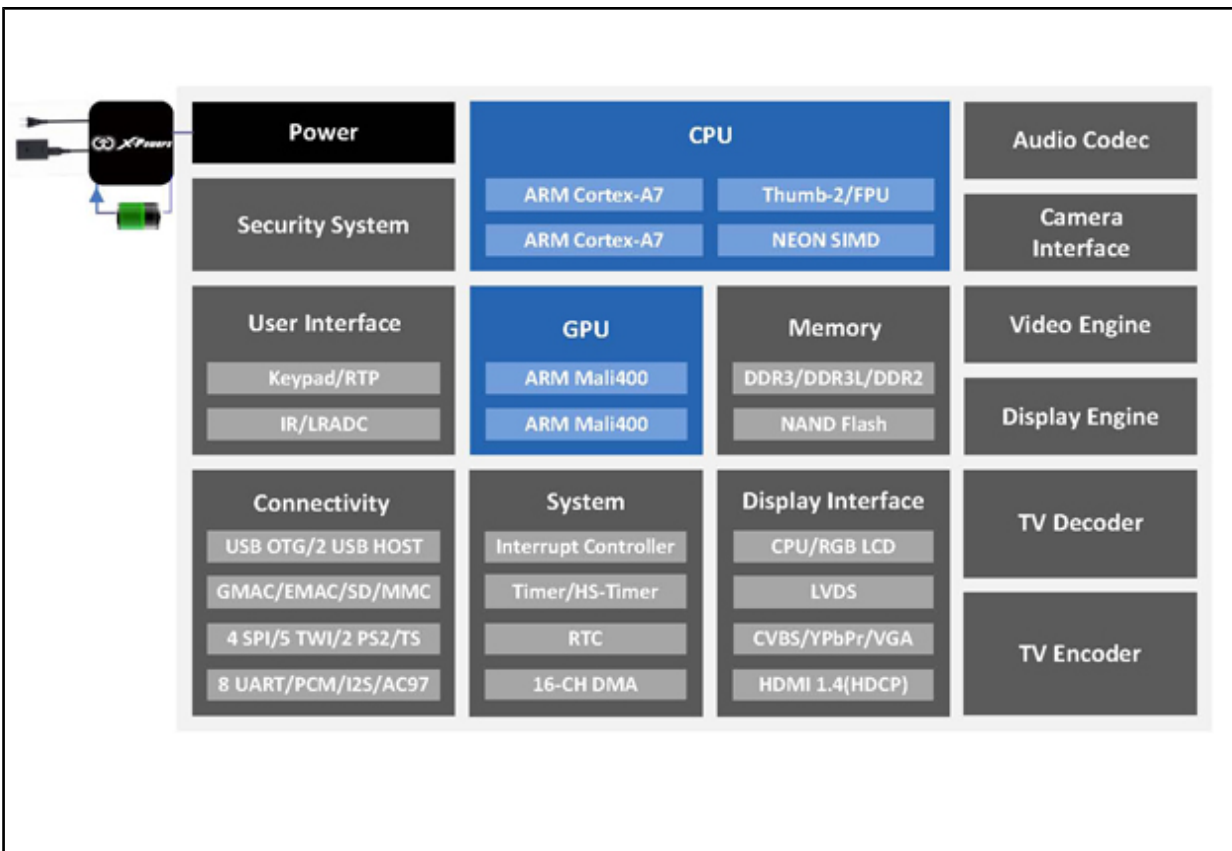 X-Powers
Power
Security System
CPU
ARM Cortex-A7
Thumb-2/FPU
ARM Cortex-A7
NEON SIMD
Audio Codec
Camera
Interface
User Interface
Keypad/RTP
IR/LRADC
GPU
ARM Mali400
ARM Mali400
Memory
DDR3/DDR3L/DDR2
NAND Flash
Video Engine
Display Engine
Connectivity
USB OTG/2 USB HOST
GMAC/EMAC/SD/MMC
4 SPI/5 TWI/2 PS2/TS
8 UART/PCM/I2S/AC97
System
Interrupt Controller
Timer/HS-Timer
RTC
16-CH DMA
Display Interface
CPU/RGB LCD
LVDS
CVBS/YPbPr/VGA
HDMI 1.4(HDCP)
TV Decoder
TV Encoder